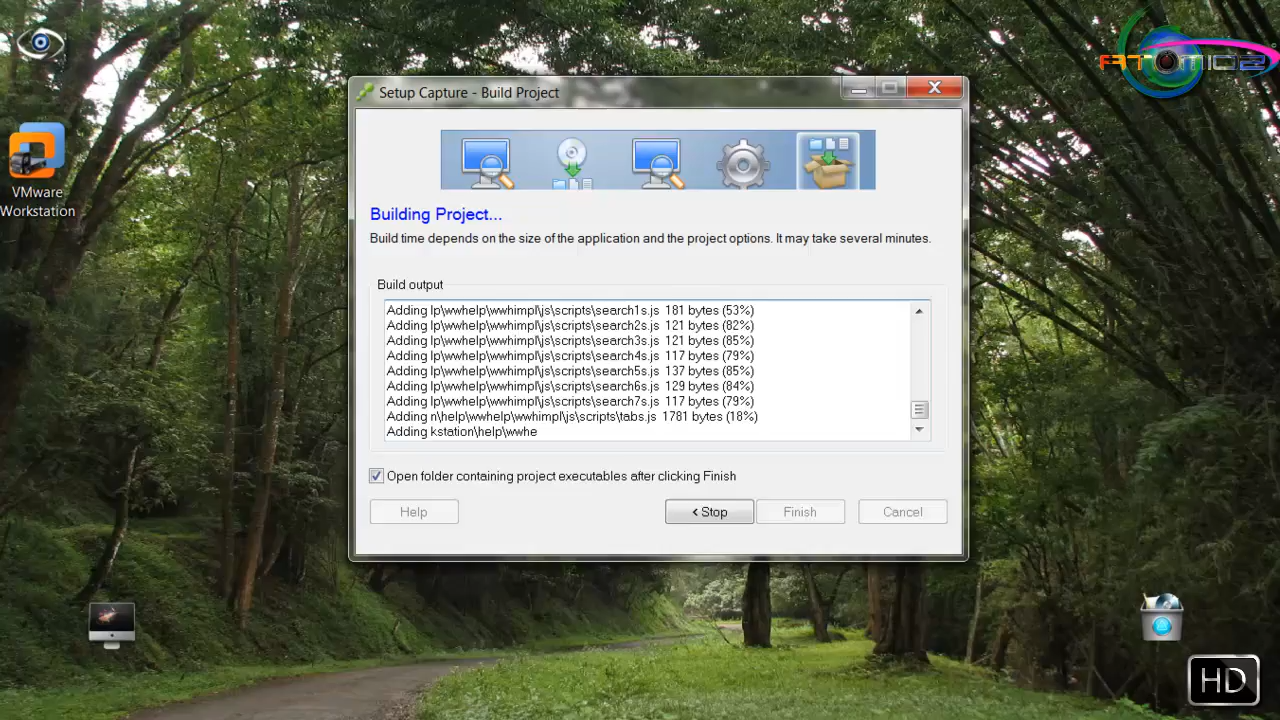 ATOMIC2
Setup Capture - Build Project
VMware
Workstation
Building Project...
Build time depends on the size of the application and the project options. It may take several minutes.
Build output
Adding lp\wwhelp\wwhimpl\js\scripts\search1s.js 181 bytes (53%)
Adding lp\wwhelp\wwhimpl\js\scripts\search2s.js 121 bytes (82%)
Adding lp\wwhelp\wwhimpl\js\scripts\search3s.js 121 bytes (85%)
Adding lp\wwhelp\wwhimpl\js\scripts\search4s.js 117 bytes (79%)
Adding lp\wwhelp\wwhimpl\js\scripts\search5s.js 137 bytes (85%)
Adding lp\wwhelp\wwhimpl\js\scripts\search6s.js 129 bytes (84%)
Adding lp\wwhelp\wwhimpl\js\scripts\search7s.js 117 bytes (79%)
Adding n\help\wwhelp\wwhimpl\js\scripts\tabs.js 1781 bytes (18%)
Adding kstation\help\wwhe
Open folder containing project executables after clicking Finish
Help
< Stop
Finish
Cancel
HD